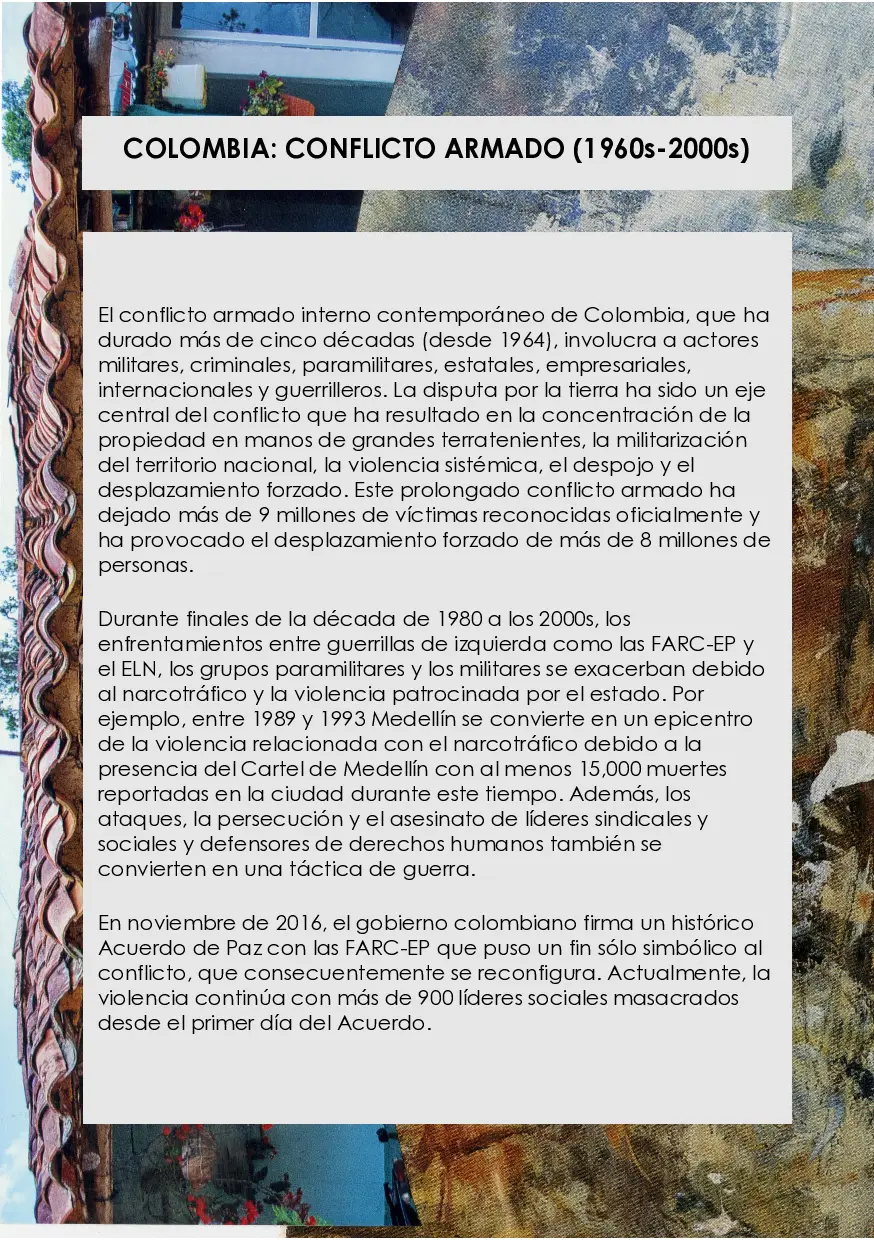 COLOMBIA: CONFLICTO ARMADO (1960s-2000s)
El conflicto armado interno contemporáneo de Colombia, que ha
durado más de cinco décadas (desde 1964), involucra a actores
militares, criminales, paramilitares, estatales, empresariales,
internacionales y guerrilleros. La disputa por la tierra ha sido un eje
central del conflicto que ha resultado en la concentración de la
propiedad en manos de grandes terratenientes, la militarización
del territorio nacional, la violencia sistémica, el despojo y el
desplazamiento forzado. Este prolongado conflicto armado ha
dejado más de 9 millones de víctimas reconocidas oficialmente y
ha provocado el desplazamiento forzado de más de 8 millones de
personas.
Durante finales de la década de 1980 a los 2000s, los
enfrentamientos entre guerrillas de izquierda como las FARC-EP y
el ELN, los grupos paramilitares y los militares se exacerban debido
al narcotráfico y la violencia patrocinada por el estado. Por
ejemplo, entre 1989 y 1993 Medellín se convierte en un epicentro
de la violencia relacionada con el narcotráfico debido a la
presencia del Cartel de Medellín con al menos 15,000 muertes
reportadas en la ciudad durante este tiempo. Además, los
ataques, la persecución y el asesinato de líderes sindicales y
sociales y defensores de derechos humanos también se
convierten en una táctica de guerra.
En noviembre de 2016, el gobierno colombiano firma un histórico
Acuerdo de Paz con las FARC-EP que puso un fin sólo simbólico al
conflicto, que consecuentemente se reconfigura. Actualmente, la
violencia continúa con más de 900 líderes sociales masacrados
desde el primer día del Acuerdo.